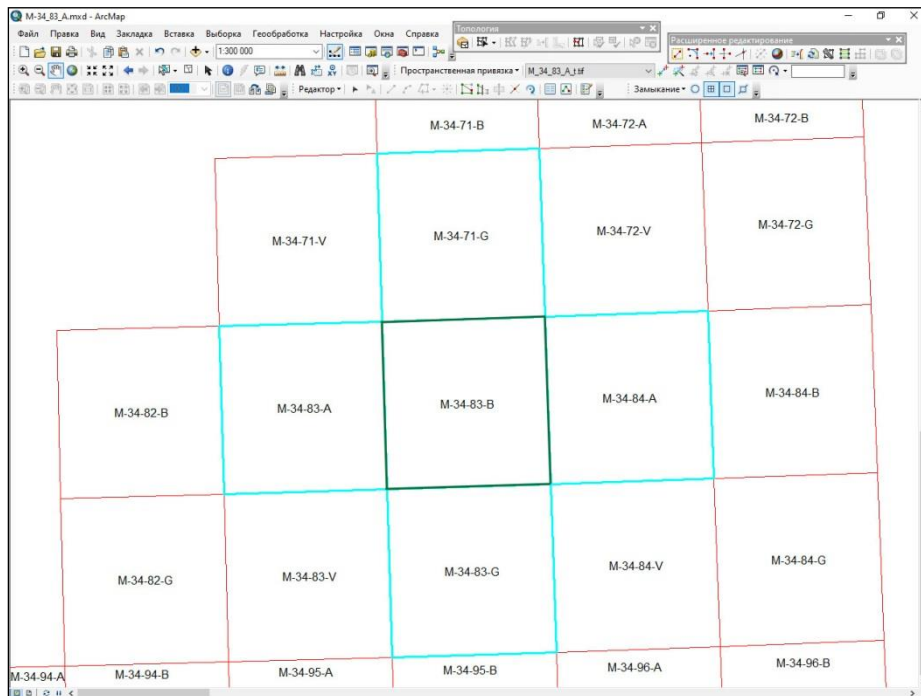 M-34_83_A.mxd - ArcMap
Файл Правка Вид Закладка Вставка Выборка Геообработка Настройка Окна Справка
Топология
Расширенное редактирование
1:300 000
Пространственная привязка
M_34_83_A_j.tif
Редактор
Замыкание
M-34-71-B
M-34-72-A
M-34-72-B
M-34-71-V
M-34-71-G
M-34-72-V
M-34-72-G
M-34-82-B
M-34-83-A
M-34-83-B
M-34-84-A
M-34-84-B
M-34-82-G
M-34-83-V
M-34-83-G
M-34-84-V
M-34-84-G
M-34-94-A
M-34-94-B
M-34-95-A
M-34-95-B
M-34-96-A
M-34-96-B